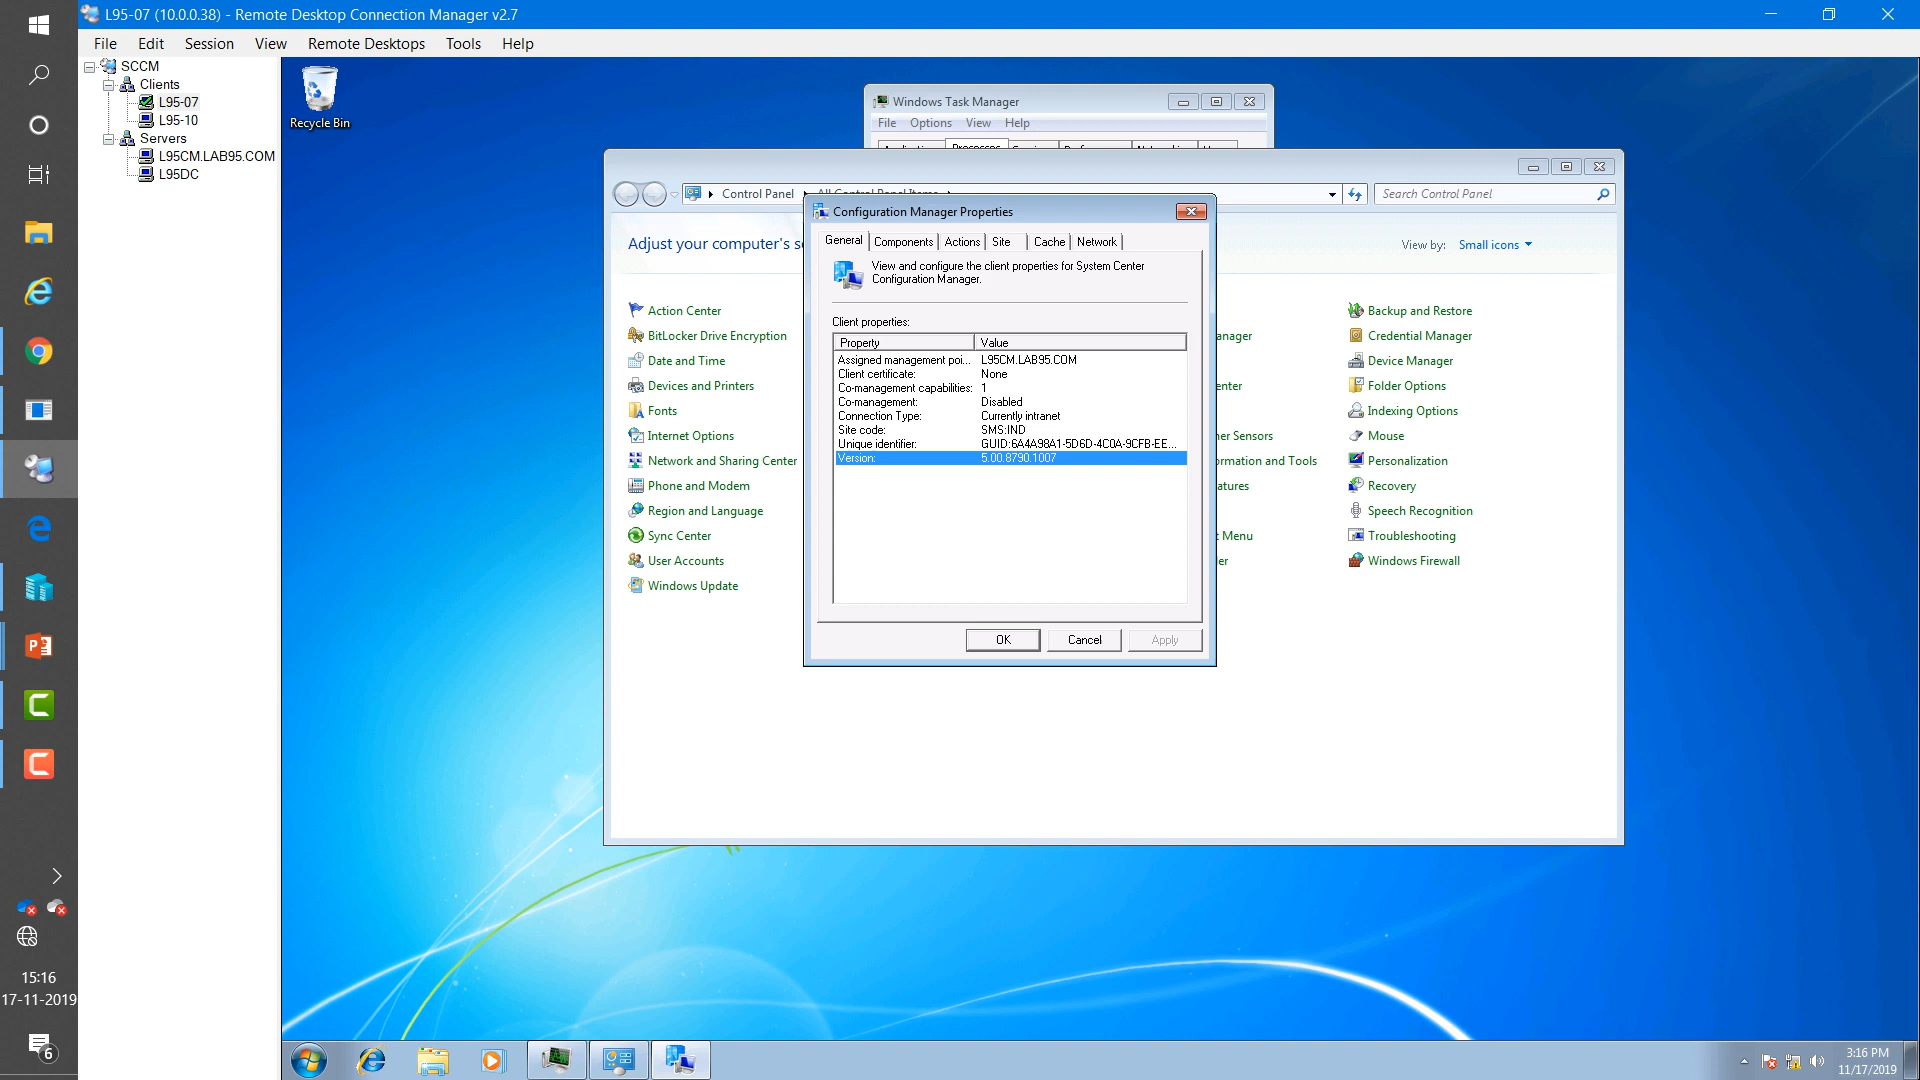 L95-07 (10.0.0.38) - Remote Desktop Connection Manager v2.7
File Edit Session View Remote Desktops Tools Help
SCCM
Clients
L95-07
L95-10
Servers
L95CM.LAB95.COM
L95DC
Recycle Bin
Windows Task Manager
File Options View Help
Processes
Control Panel All Control Panel Items
Search Control Panel
Configuration Manager Properties
General Components Actions Site Cache Network
View and configure the client properties for System Center
Configuration Manager.
Client properties:
Property Value
Assigned management poi... L95CM.LAB95.COM
Client certificate: None
Co-management capabilities: 1
Co-management: Disabled
Connection Type: Currently intranet
Site code: SMS:IND
Unique identifier: GUID:6A4A98A1-5D6D-4C0A-9CFB-EE...
Version: 5.00.8790.1007
OK Cancel Apply
Adjust your computer's s
View by: Small icons
Action Center
BitLocker Drive Encryption
Date and Time
Devices and Printers
Fonts
Internet Options
Network and Sharing Center
Phone and Modem
Region and Language
Sync Center
User Accounts
Windows Update
anager
enter
er Sensors
rmation and Tools
atures
Menu
er
Backup and Restore
Credential Manager
Device Manager
Folder Options
Indexing Options
Mouse
Personalization
Recovery
Speech Recognition
Troubleshooting
Windows Firewall
15:16
17-11-2019
6
3:16 PM
11/17/2019